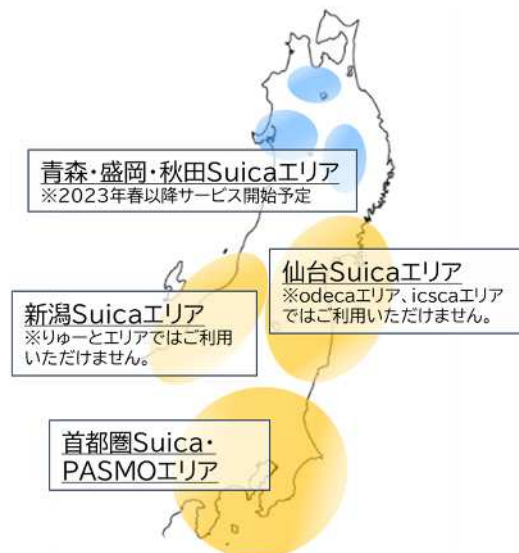 青森・盛岡・秋田Suicaエリア
※2023年春以降サービス開始予定
仙台Suicaエリア
※odecaエリア、icscaエリア
ではご利用いただけません。
新潟Suicaエリア
※りゅーとエリアではご利用
いただけません。
首都圏Suica・
PASMOエリア